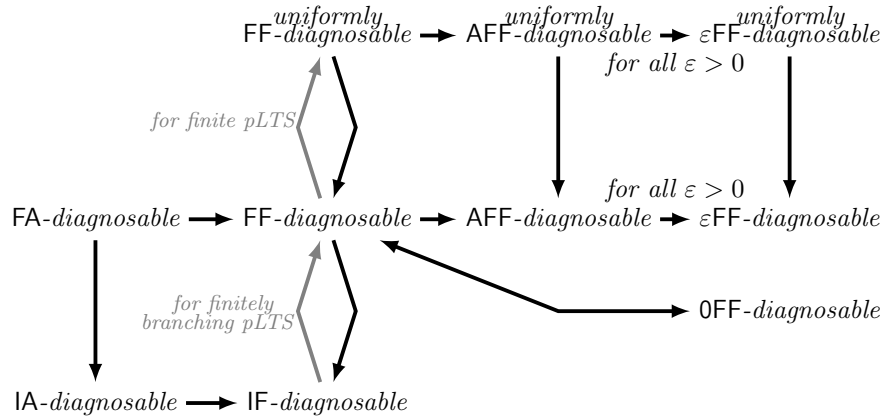 uniformly uniformly uniformly
FF-diagnosable AFF-diagnosable εFF-diagnosable
for all ε > 0
for finite pLTS
for all ε > 0
FA-diagnosable FF-diagnosable AFF-diagnosable εFF-diagnosable
for finitely
branching pLTS
0FF-diagnosable
IA-diagnosable IF-diagnosable